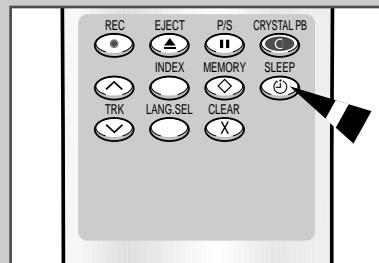 REC EJECT P/S CRYSTAL PB
C
INDEX MEMORY SLEEP
TRK LANG.SEL CLEAR
X